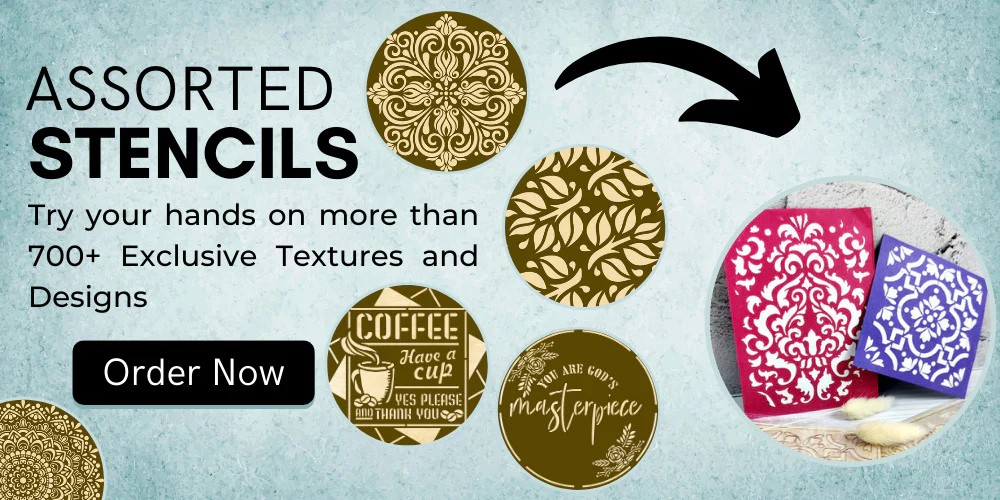 ASSORTED
STENCILS
Try your hands on more than
700+ Exclusive Textures and
Designs
Order Now
COFFEE
Have a
cup
YES PLEASE
AND THANK YOU
YOU ARE GOD'S
masterpiece